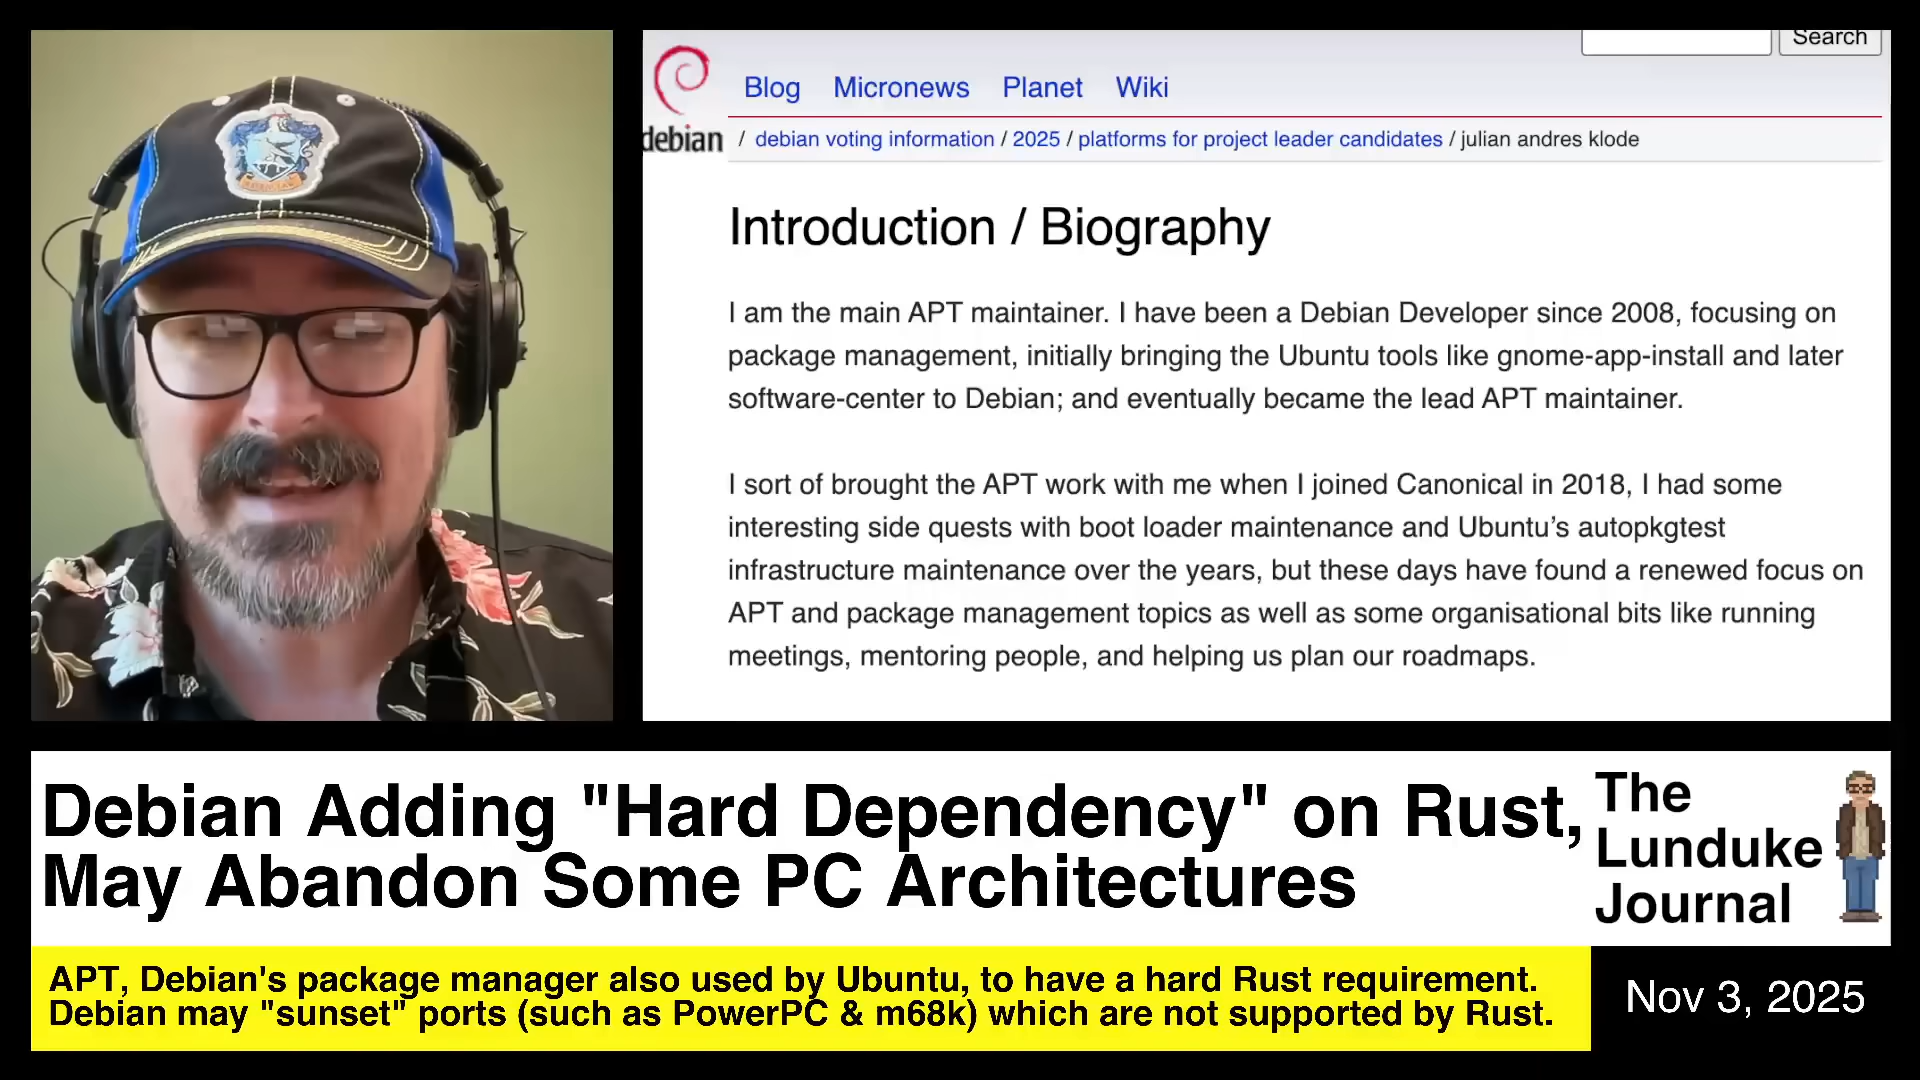 Search
Blog Micronews Planet Wiki
debian / debian voting information / 2025 / platforms for project leader candidates / julian andres klode
Introduction / Biography
I am the main APT maintainer. I have been a Debian Developer since 2008, focusing on
package management, initially bringing the Ubuntu tools like gnome-app-install and later
software-center to Debian; and eventually became the lead APT maintainer.
I sort of brought the APT work with me when I joined Canonical in 2018, I had some
interesting side quests with boot loader maintenance and Ubuntu’s autopkgtest
infrastructure maintenance over the years, but these days have found a renewed focus on
APT and package management topics as well as some organisational bits like running
meetings, mentoring people, and helping us plan our roadmaps.
Debian Adding "Hard Dependency" on Rust,
May Abandon Some PC Architectures
The
Lunduke
Journal
APT, Debian's package manager also used by Ubuntu, to have a hard Rust requirement.
Debian may "sunset" ports (such as PowerPC & m68k) which are not supported by Rust.
Nov 3, 2025